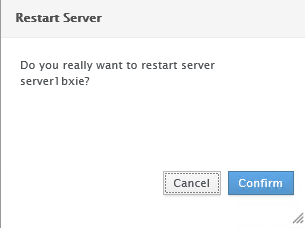 Restart Server
Do you really want to restart server
server1bxie?
Cancel Confirm